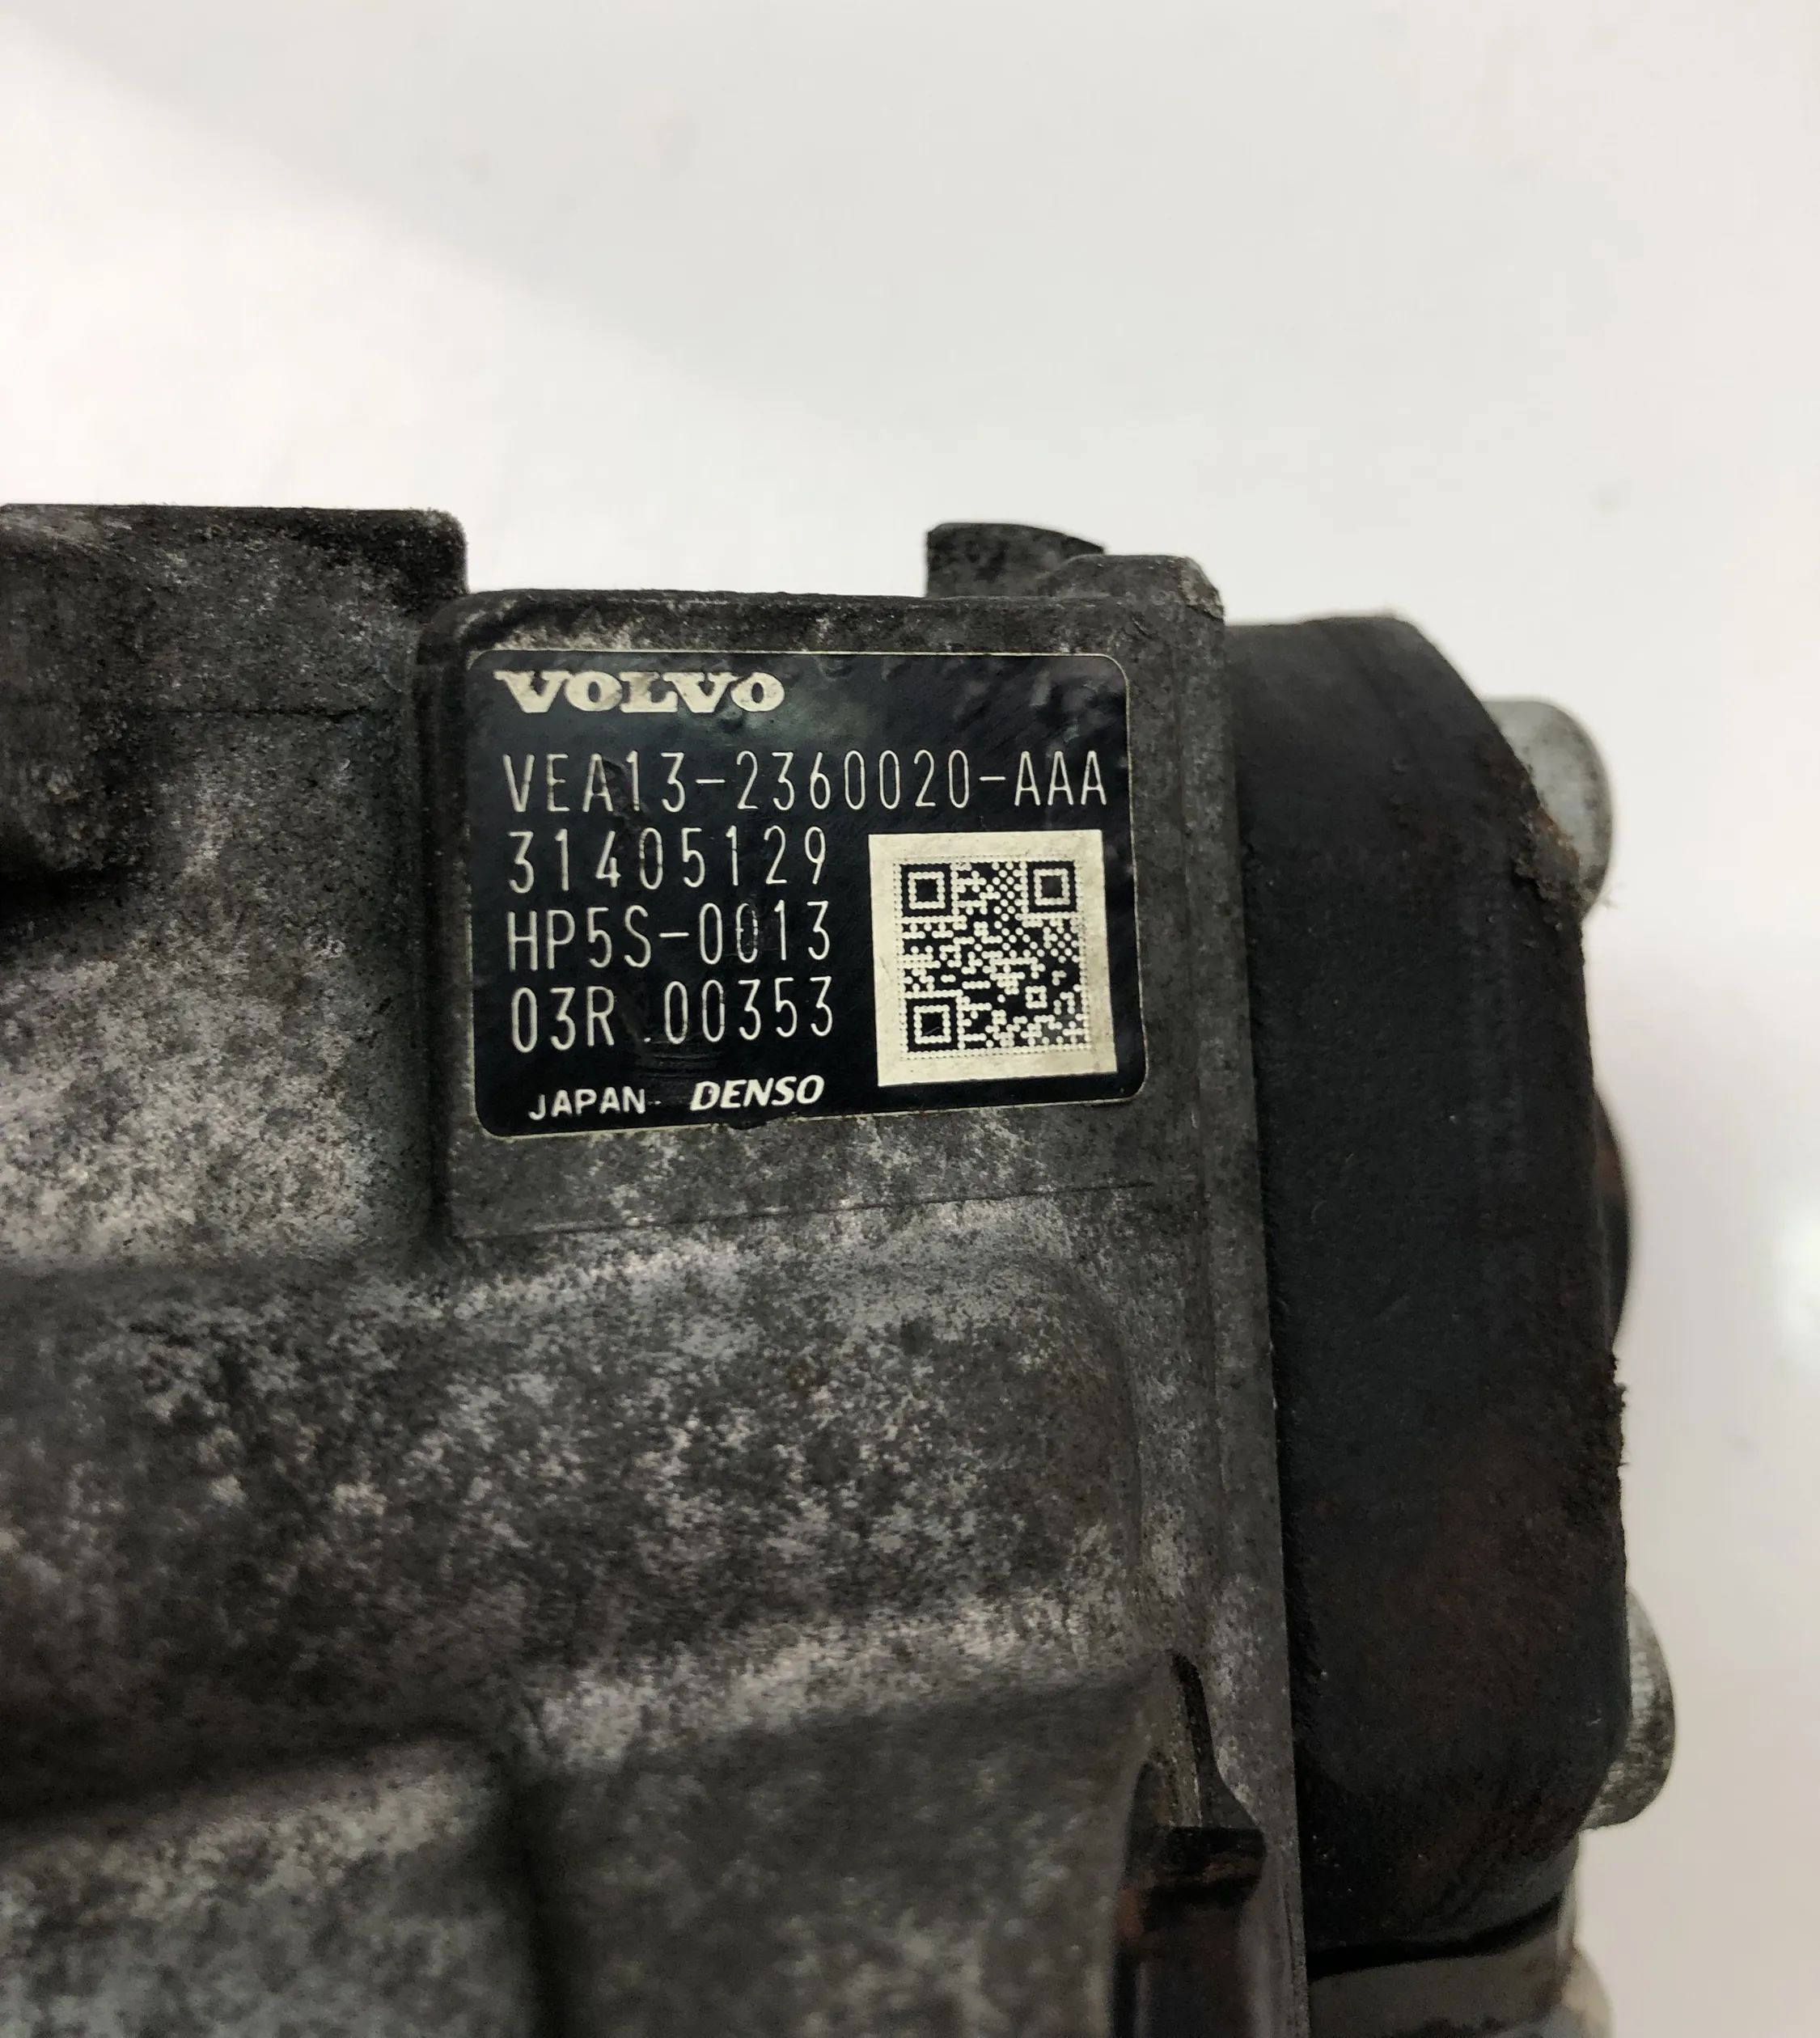 VOLVO
VEA13-2360020-AAA
31405129
HP5S-0013
03R 00353
JAPAN DENSO